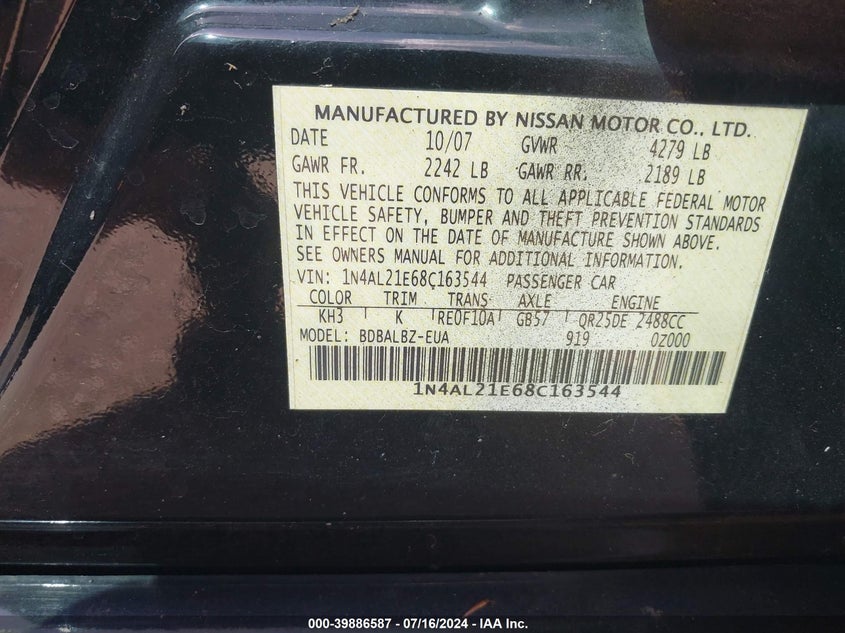 MANUFACTURED BY NISSAN MOTOR CO., LTD.
DATE 10/07 GVWR 4279 LB
GAWR FR. 2242 LB GAWR RR. 2189 LB
THIS VEHICLE CONFORMS TO ALL APPLICABLE FEDERAL MOTOR
VEHICLE SAFETY, BUMPER AND THEFT PREVENTION STANDARDS
IN EFFECT ON THE DATE OF MANUFACTURE SHOWN ABOVE.
SEE OWNERS MANUAL FOR ADDITIONAL INFORMATION.
VIN: 1N4AL21E68C163544 PASSENGER CAR
COLOR TRIM TRANS AXLE ENGINE
KH3 K RE0F10A GB57 QR25DE 2488CC
MODEL: BDBALBZ-EUA 919 0Z000
1N4AL21E68C163544
000-39886587 - 07/16/2024 - IAA Inc.